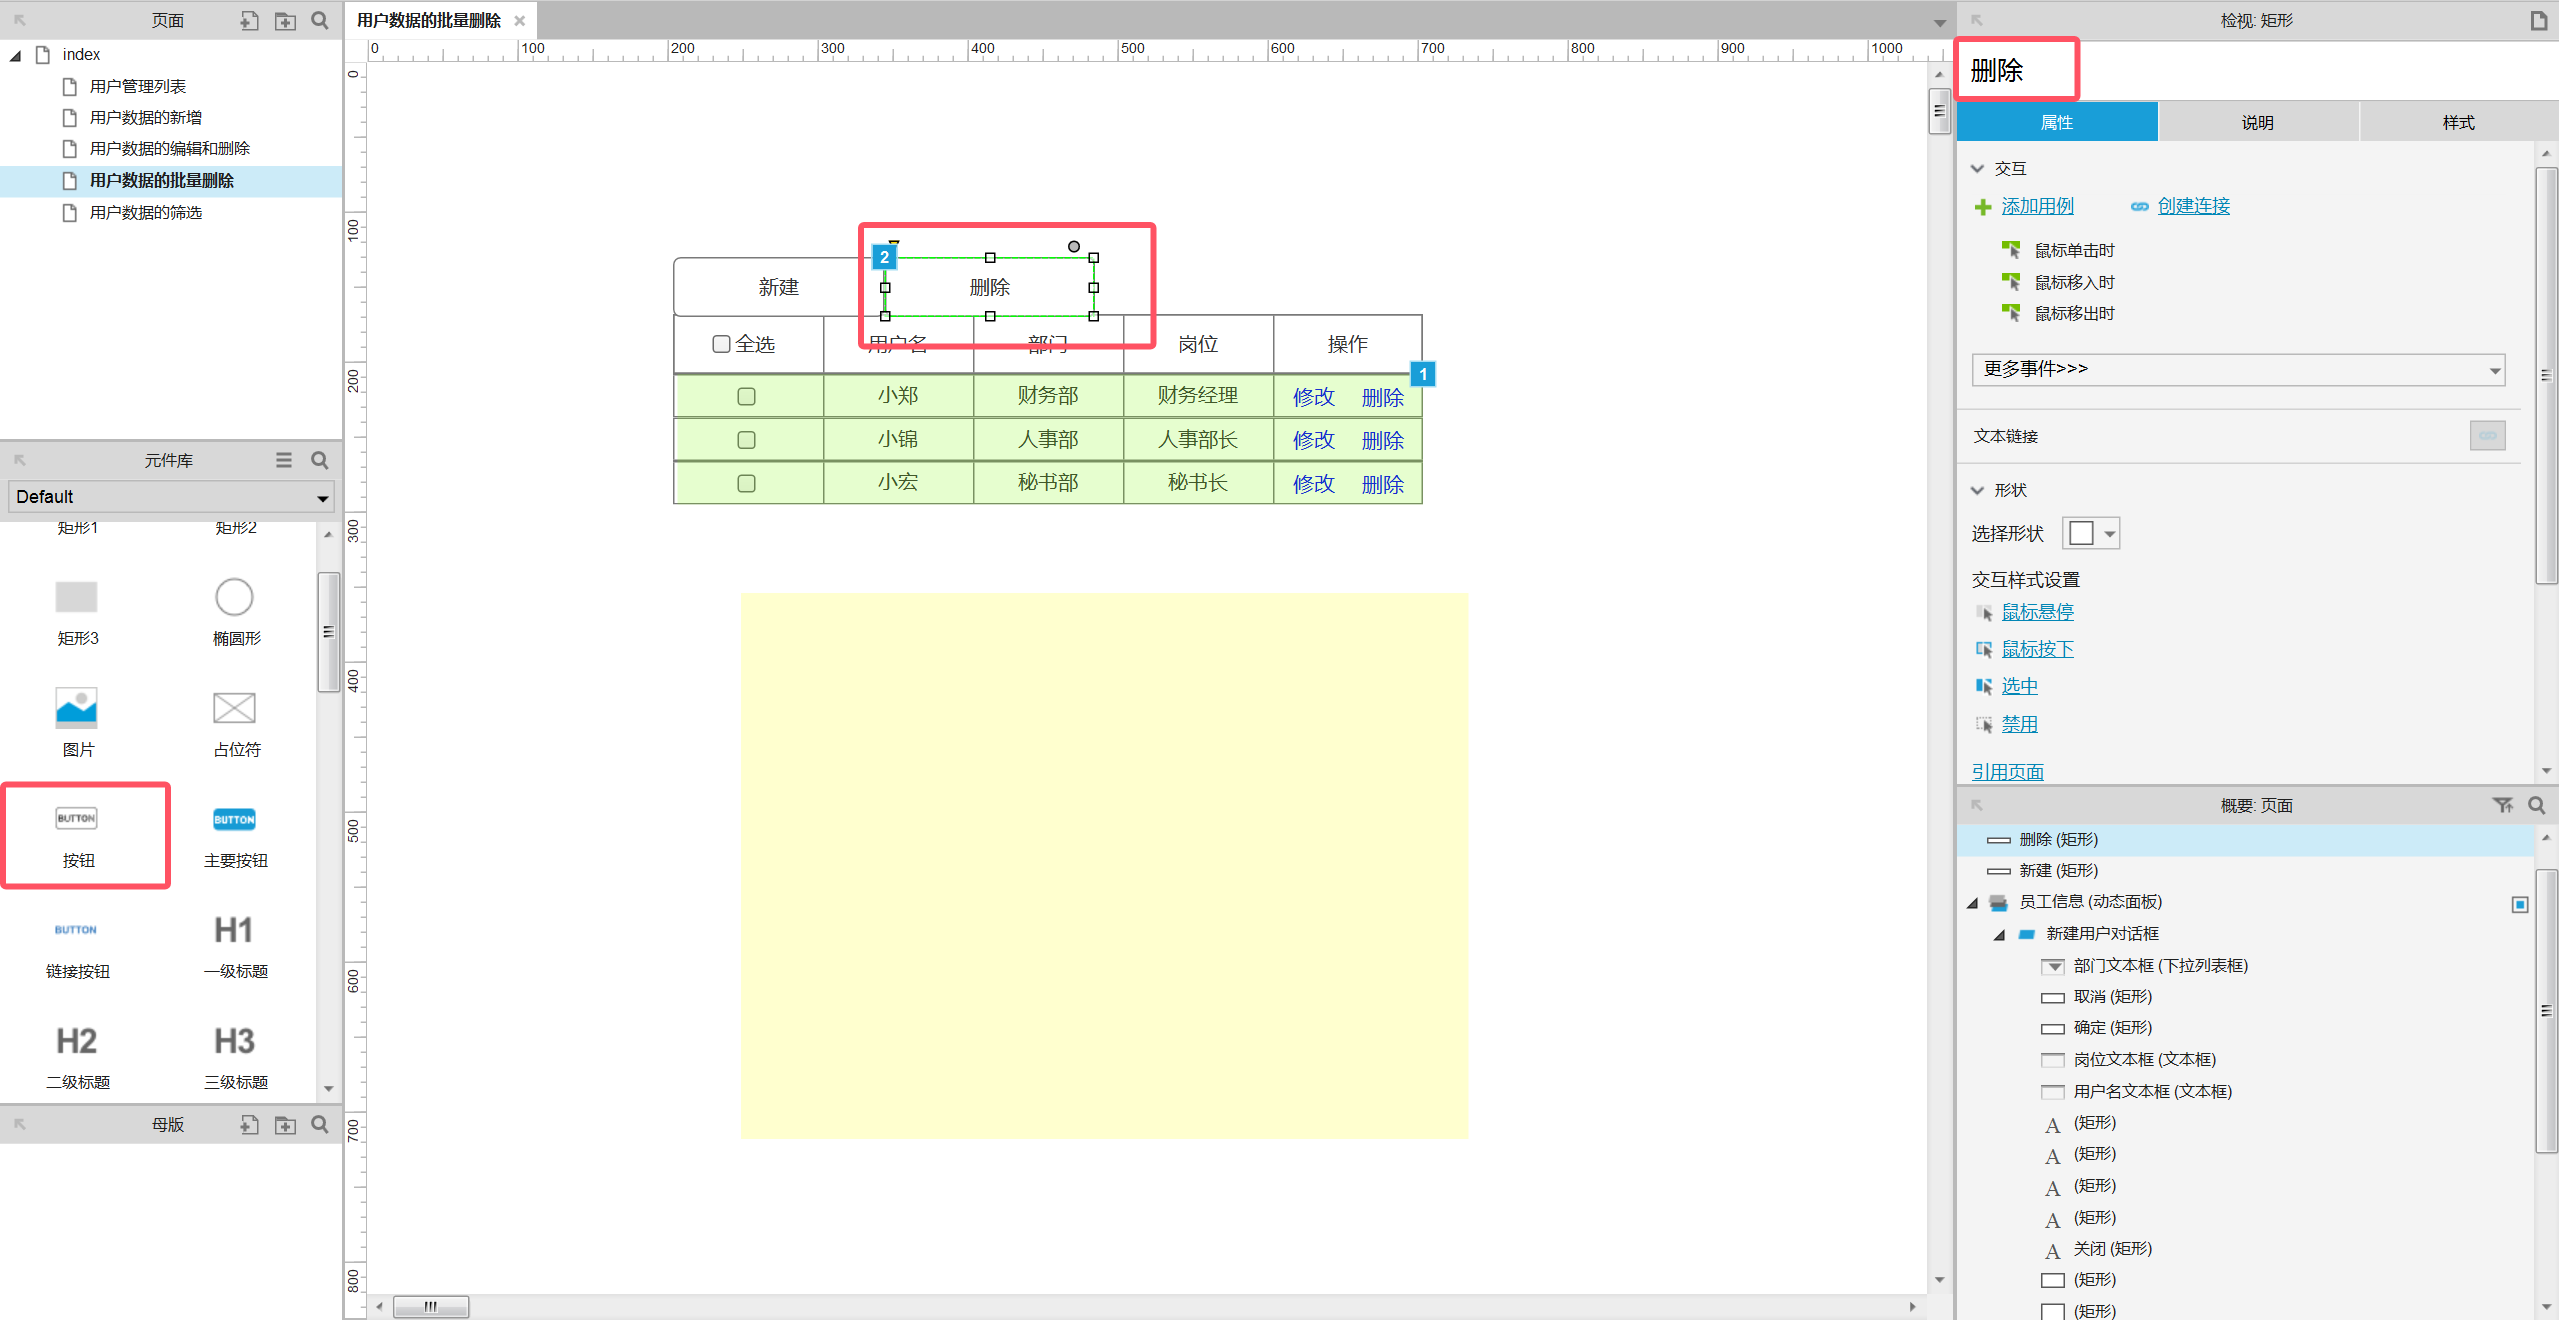 页面
index
用户管理列表
用户数据的新增
用户数据的编辑和删除
用户数据的批量删除
用户数据的筛选
元件库
Default
矩形1 矩形2
矩形3 椭圆形
图片 占位符
BUTTON BUTTON
按钮 主要按钮
BUTTON H1
链接按钮 一级标题
H2 H3
二级标题 三级标题
母版
用户数据的批量删除
0 100 200 300 400 500 600 700 800 900 1000
0
100
200
300
400
500
600
700
800
2
新建 删除
全选 用户名 部门 岗位 操作
1
小郑 财务部 财务经理 修改 删除
小锦 人事部 人事部长 修改 删除
小宏 秘书部 秘书长 修改 删除
检视: 矩形
删除
属性 说明 样式
交互
添加用例 创建连接
鼠标单击时
鼠标移入时
鼠标移出时
更多事件>>>
文本链接
形状
选择形状
交互样式设置
鼠标悬停
鼠标按下
选中
禁用
引用页面
概要: 页面
删除 (矩形)
新建 (矩形)
员工信息 (动态面板)
新建用户对话框
部门文本框 (下拉列表框)
取消 (矩形)
确定 (矩形)
岗位文本框 (文本框)
用户名文本框 (文本框)
A (矩形)
A (矩形)
A (矩形)
A (矩形)
A 关闭 (矩形)
(矩形)
(矩形)